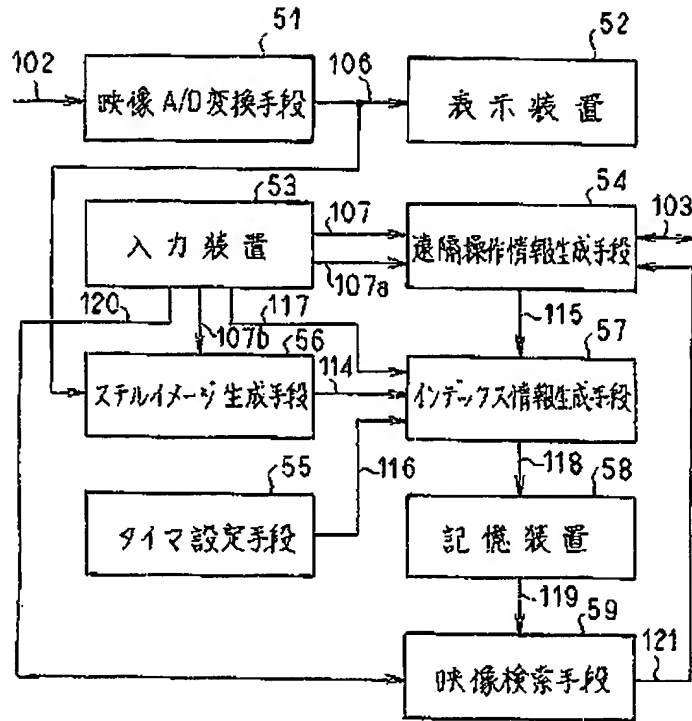 51
52
102
106
映像A/D変換手段
表示装置
53
54
107
103
入力装置
遠隔操作情報生成手段
107a
120
117
115
107b
56
57
114
ステルイメージ生成手段
インデックス情報生成手段
116
118
55
58
タイマ設定手段
記憶装置
119
59
121
映像検索手段